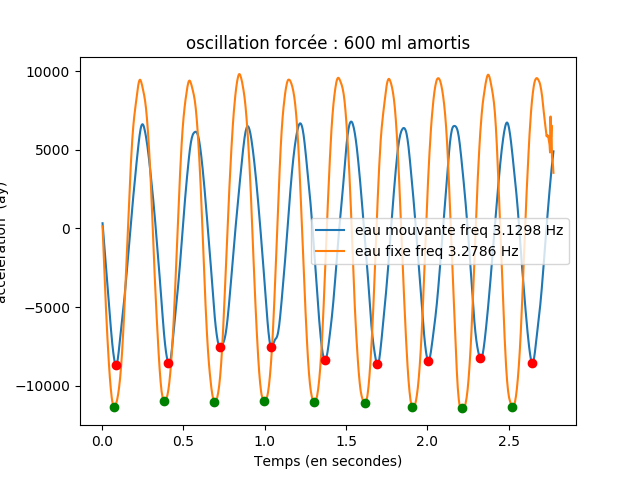 oscillation forcée : 600 ml amortis
10000
5000
0
−5000
−10000
(ay)
eau mouvante freq 3.1298 Hz
eau fixe freq 3.2786 Hz
0.0 0.5 1.0 1.5 2.0 2.5
Temps (en secondes)